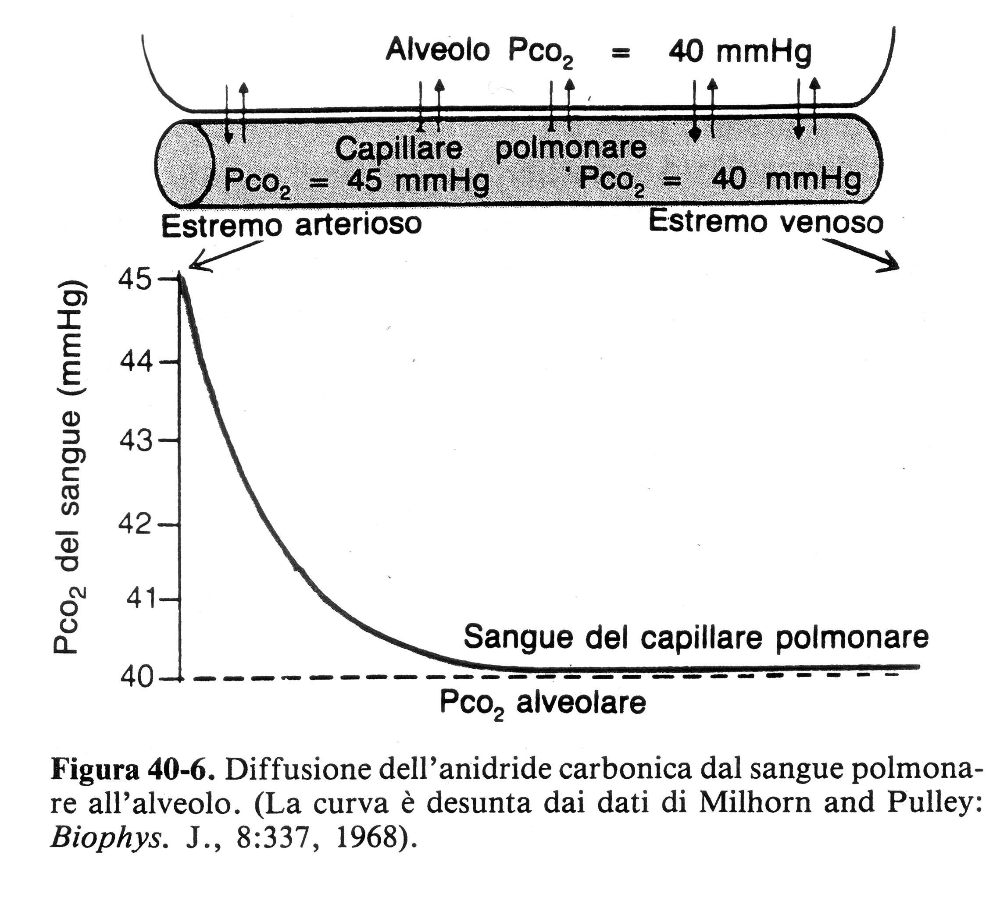 Alveolo Pco₂ = 40 mmHg
Capillare polmonare
Pco₂ = 45 mmHg Pco₂ = 40 mmHg
Estremo arterioso Estremo venoso
Pco₂ del sangue (mmHg)
45
44
43
42
41
40
Sangue del capillare polmonare
Pco₂ alveolare
Figura 40-6. Diffusione dell'anidride carbonica dal sangue polmona-
re all'alveolo. (La curva è desunta dai dati di Milhorn and Pulley:
Biophys. J., 8:337, 1968).